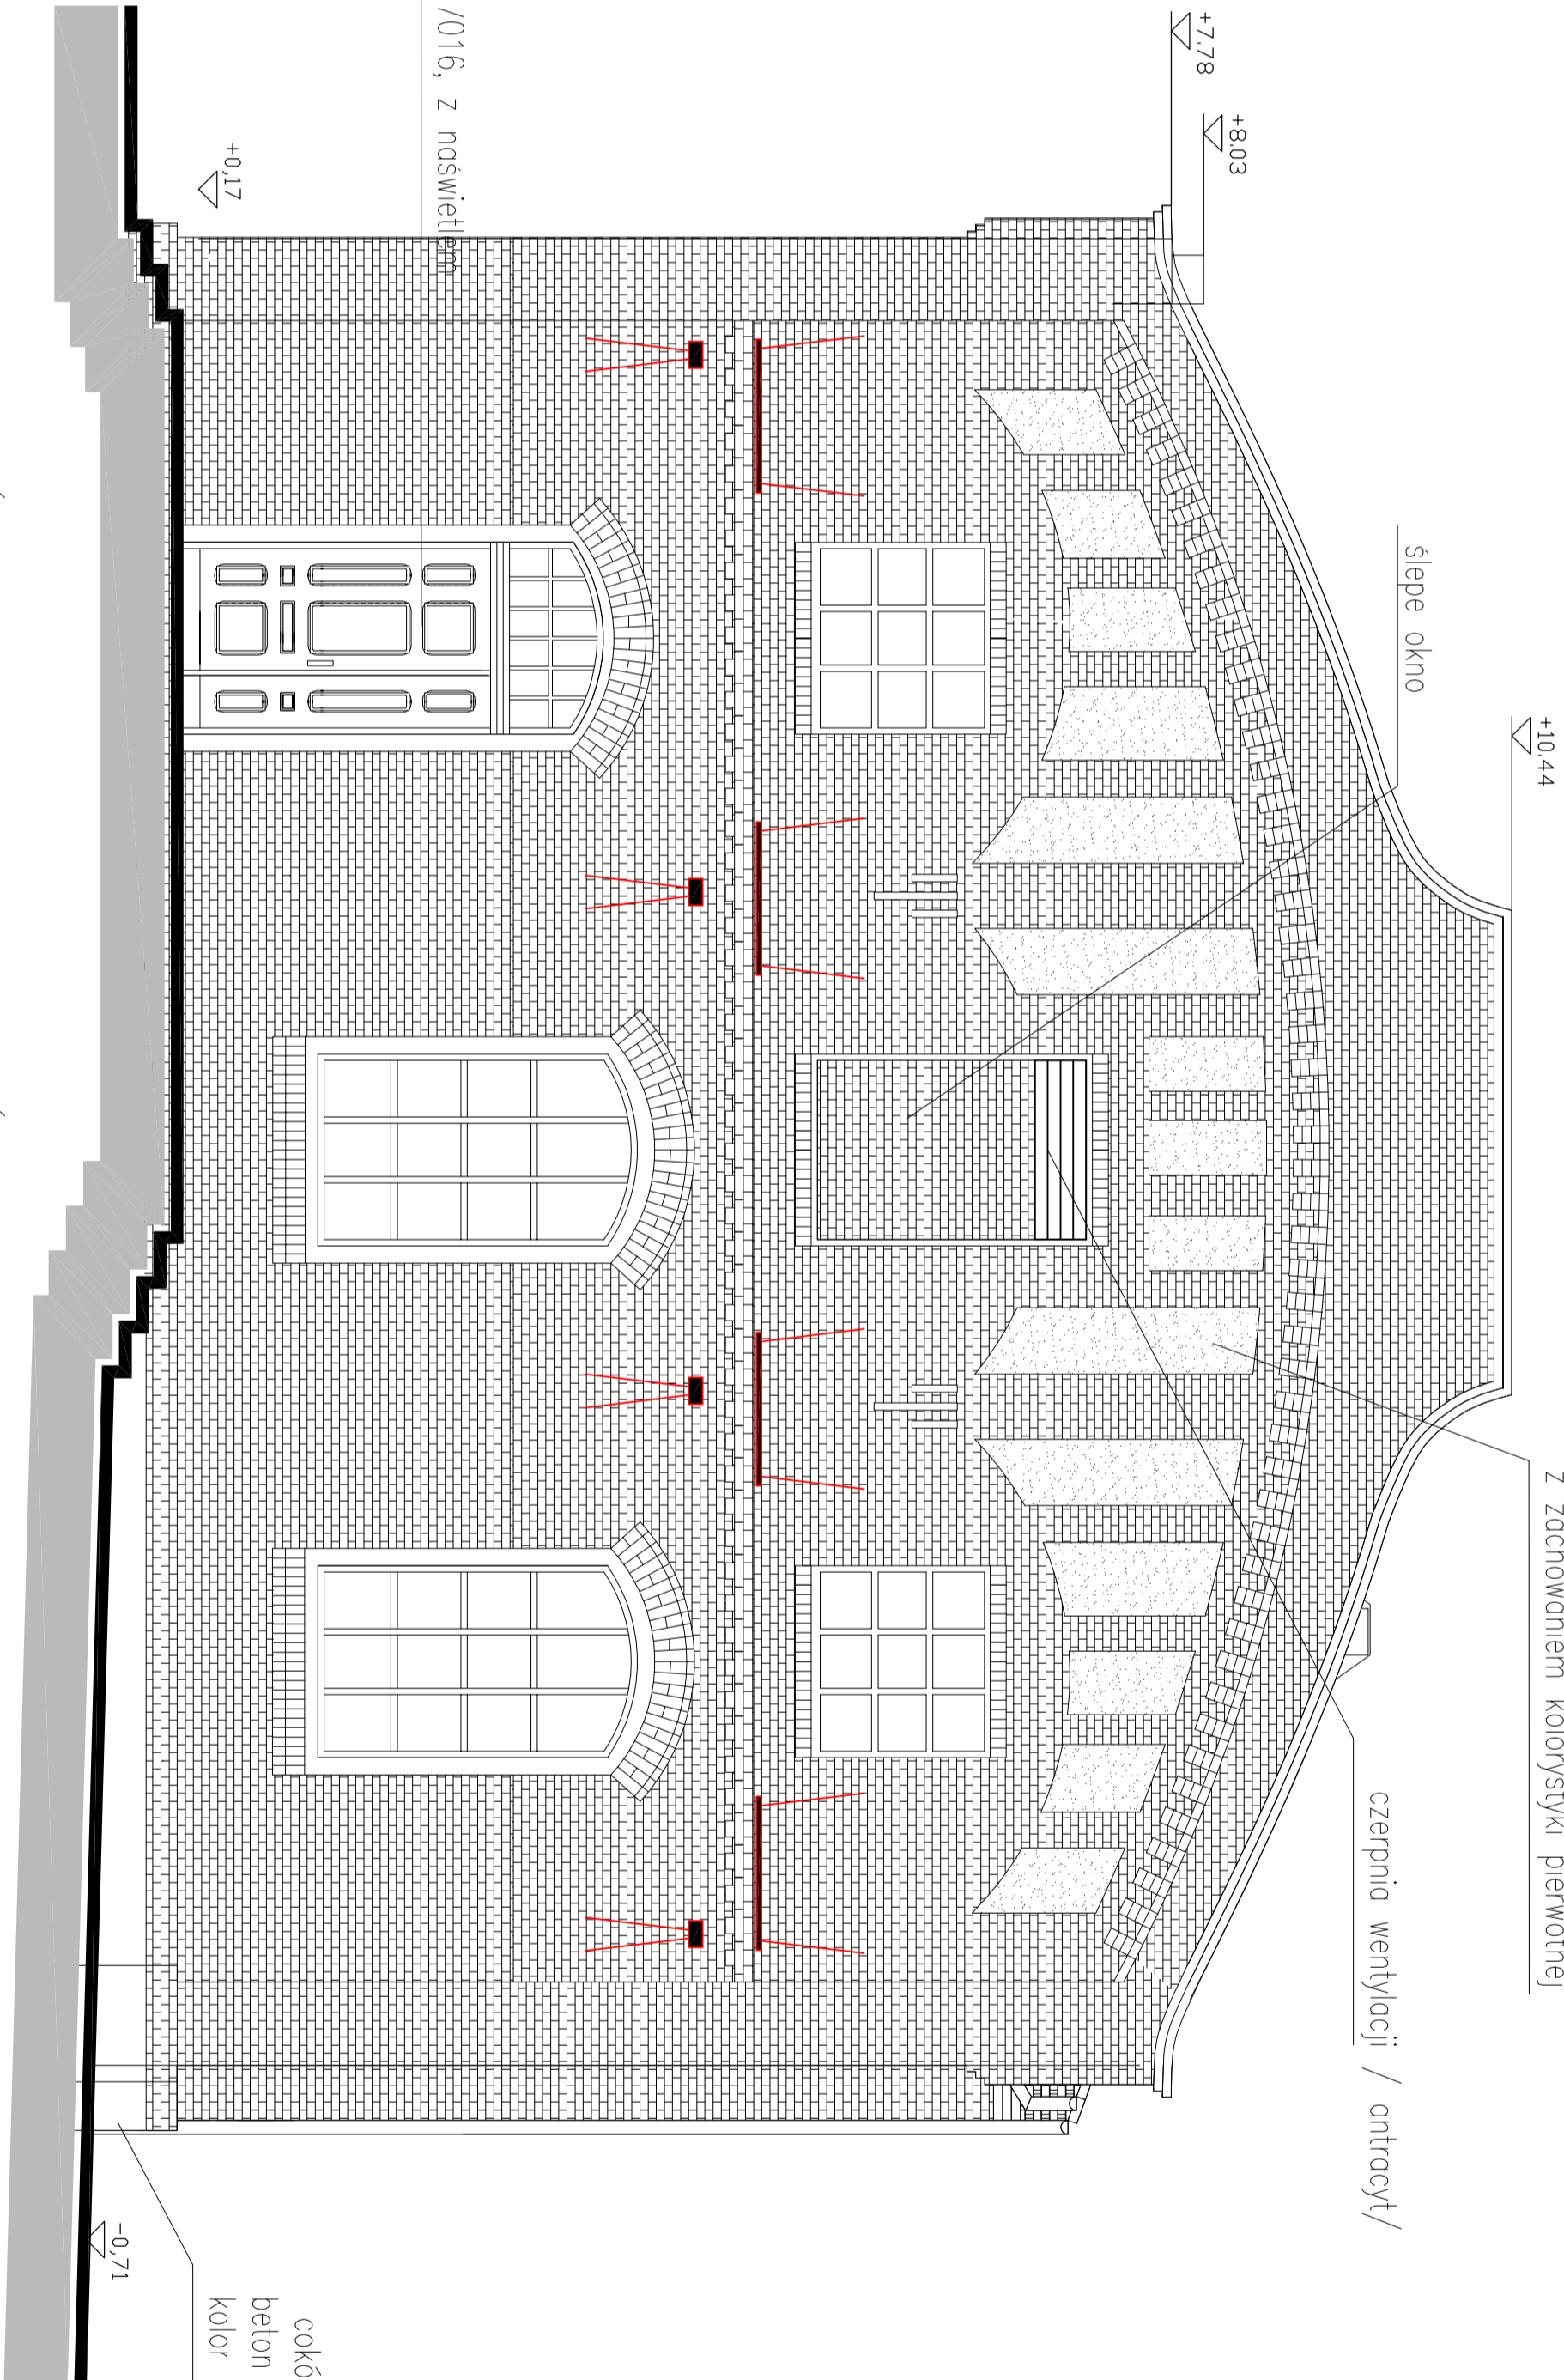 z zachowaniem kolorystyki pierwotnej
+10,44
Ślepe okno
czerpnia wentylacji / antracyt/
+8,03
+7,78
7016, z naświetlem
+0,17
cokó
beton
kolor
-0,71